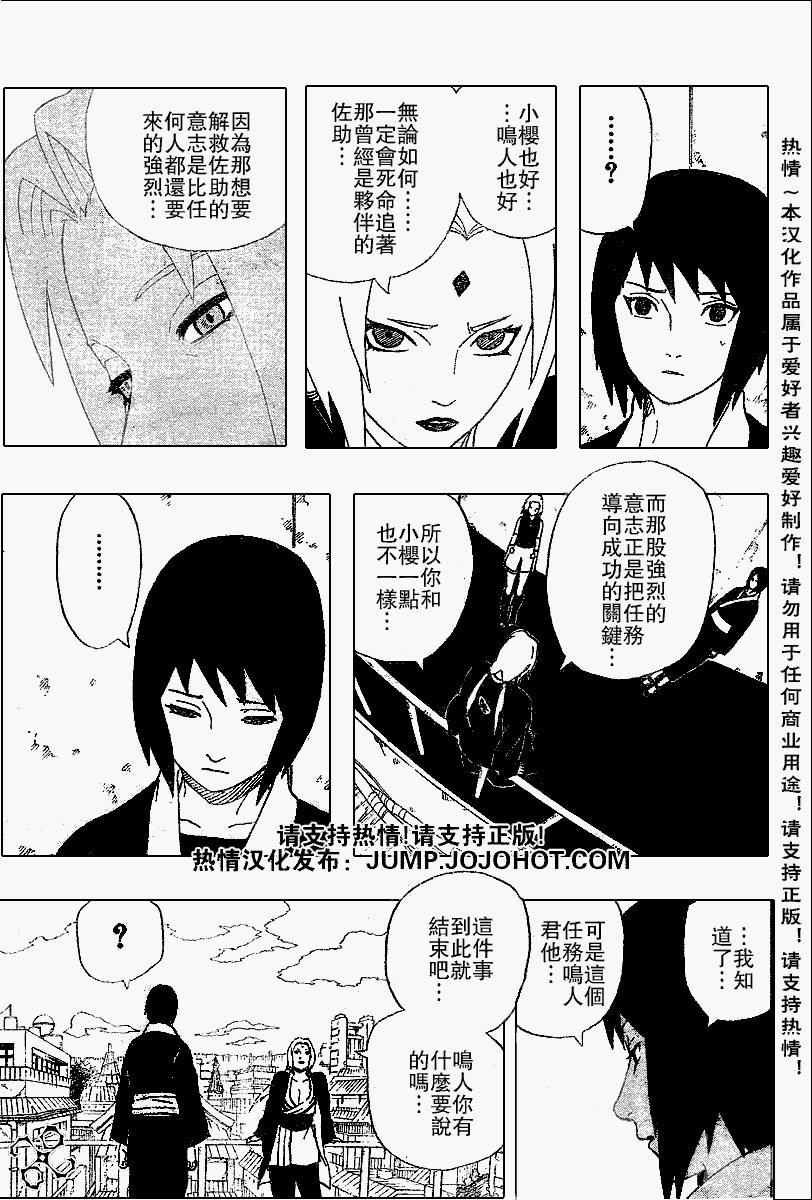 ……?
小櫻也好…
…鳴人也好
無論如何……
一定會死命追著
那曾經是夥伴的
佐助…
因為那想要
解救佐助的
意志是比任
何人都還要
來的強烈…
而那股強烈的
意志正是把任務
導向成功的關鍵…
所以你和
小櫻一點
也不一樣…
………
…我知
道了…
可是這個
任務鳴人
君他…
這件事
到此就
結束吧…
鳴人你有
什麼要說
的嗎…
?
请支持热情!请支持正版!
热情汉化发布：JUMP.JOJOHOT.COM
热情～本汉化作品属于爱好者兴趣爱好制作！请勿用于任何商业用途！请支持正版！请支持热情！